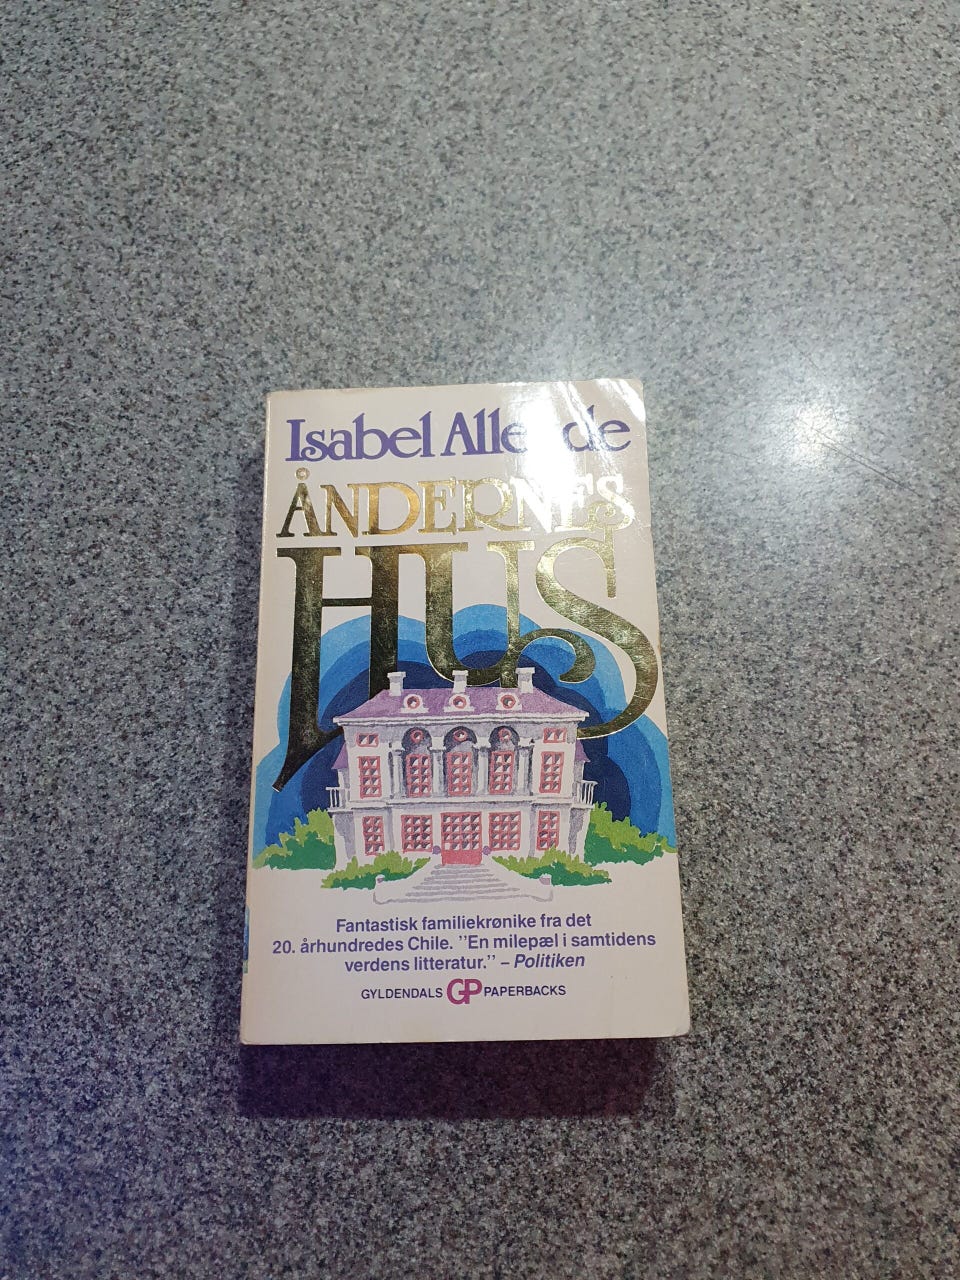 Isabel Allende
ÅNDERNES
HUS
Fantastisk familiekrønike fra det
20. århundredes Chile. ”En milepæl i samtidens
verdens litteratur.” – Politiken
GYLDENDALS GP PAPERBACKS